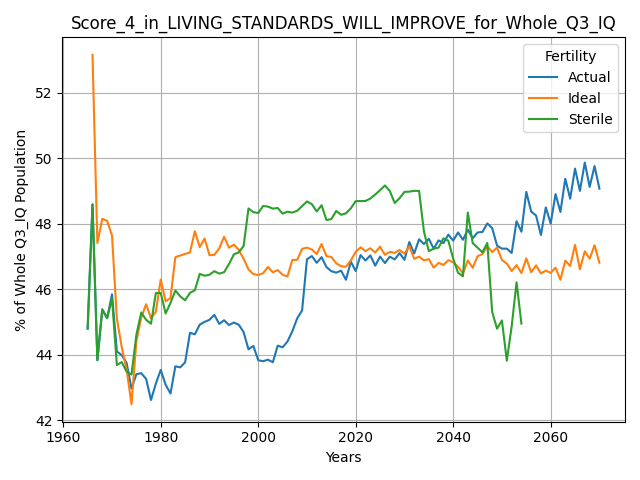 Score_4_in_LIVING_STANDARDS_WILL_IMPROVE_for_Whole_Q3_IQ
Fertility
Actual
Ideal
Sterile
% of Whole Q3_IQ Population
52
50
48
46
44
42
1960
1980
2000
2020
2040
2060
Years